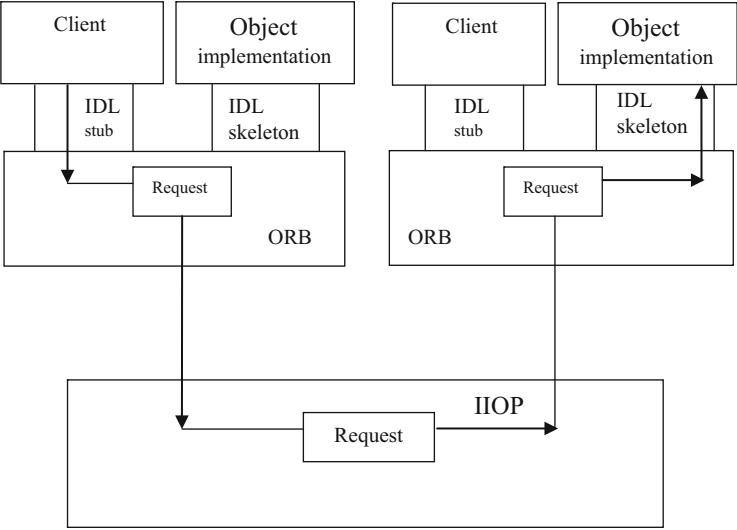 Client
Object
implementation
IDL
stub
IDL
skeleton
Request
ORB
Client
Object
implementation
IDL
stub
IDL
skeleton
Request
ORB
IIOP
Request